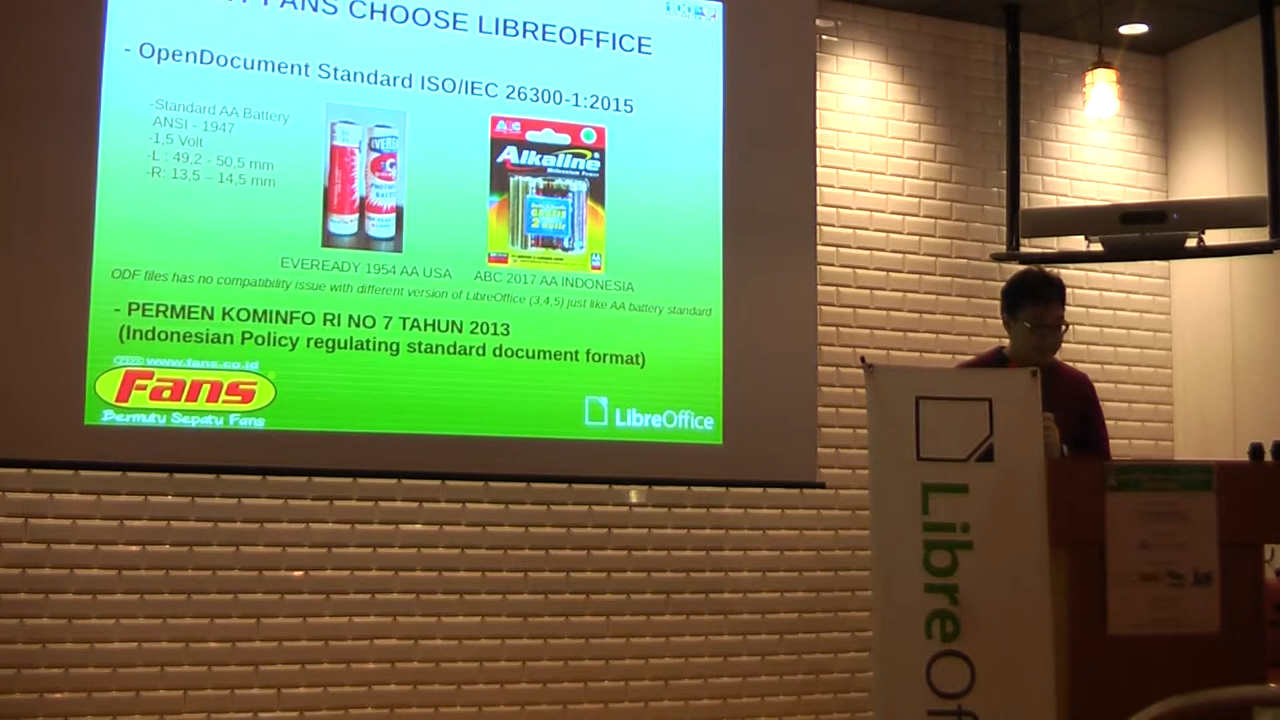 FANS CHOOSE LIBREOFFICE
- OpenDocument Standard ISO/IEC 26300-1:2015
-Standard AA Battery
ANSI - 1947
-1,5 Volt
-L : 49,2 - 50,5 mm
-R: 13,5 – 14,5 mm
ABC
Alkaline
GRATIS
2
EVEREADY 1954 AA USA
ABC 2017 AA INDONESIA
ODF files has no compatibility issue with different version of LibreOffice (3,4,5) just like AA battery standard
- PERMEN KOMINFO RI NO 7 TAHUN 2013
(Indonesian Policy regulating standard document format)
www.fans.co.id
Fans
Bermutu Sepatu Fans
LibreOffice
LibreOf